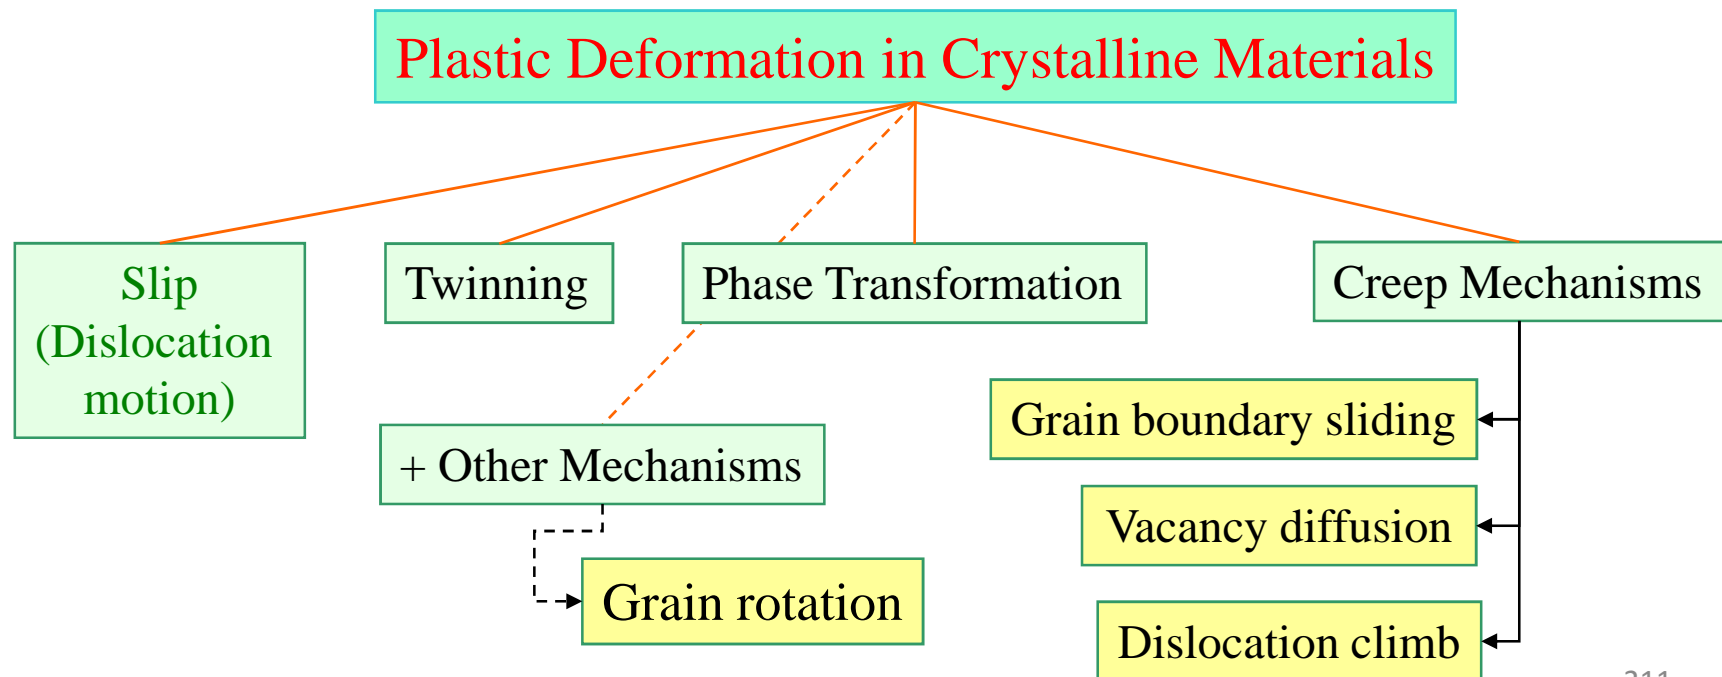 Plastic Deformation in Crystalline Materials
Slip
(Dislocation
motion)
Twinning
Phase Transformation
Creep Mechanisms
+ Other Mechanisms
Grain rotation
Grain boundary sliding
Vacancy diffusion
Dislocation climb
211